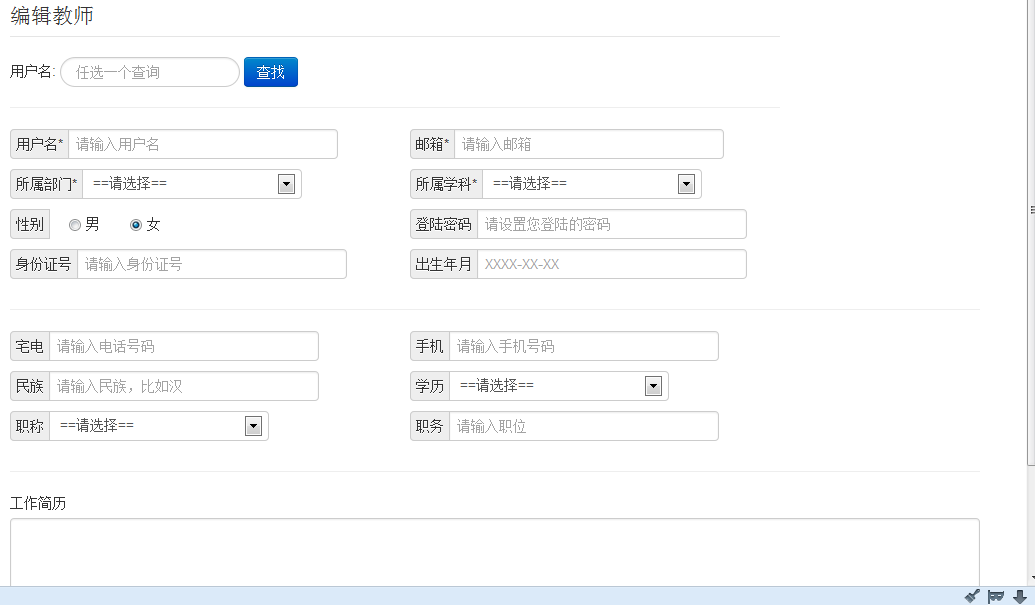 编辑教师
用户名: 任选一个查询 查找
用户名* 请输入用户名 邮箱* 请输入邮箱
所属部门* ==请选择== 所属学科* ==请选择==
性别 男 女 登陆密码 请设置您登陆的密码
身份证号 请输入身份证号 出生年月 XXXX-XX-XX
宅电 请输入电话号码 手机 请输入手机号码
民族 请输入民族，比如汉 学历 ==请选择==
职称 ==请选择== 职务 请输入职位
工作简历